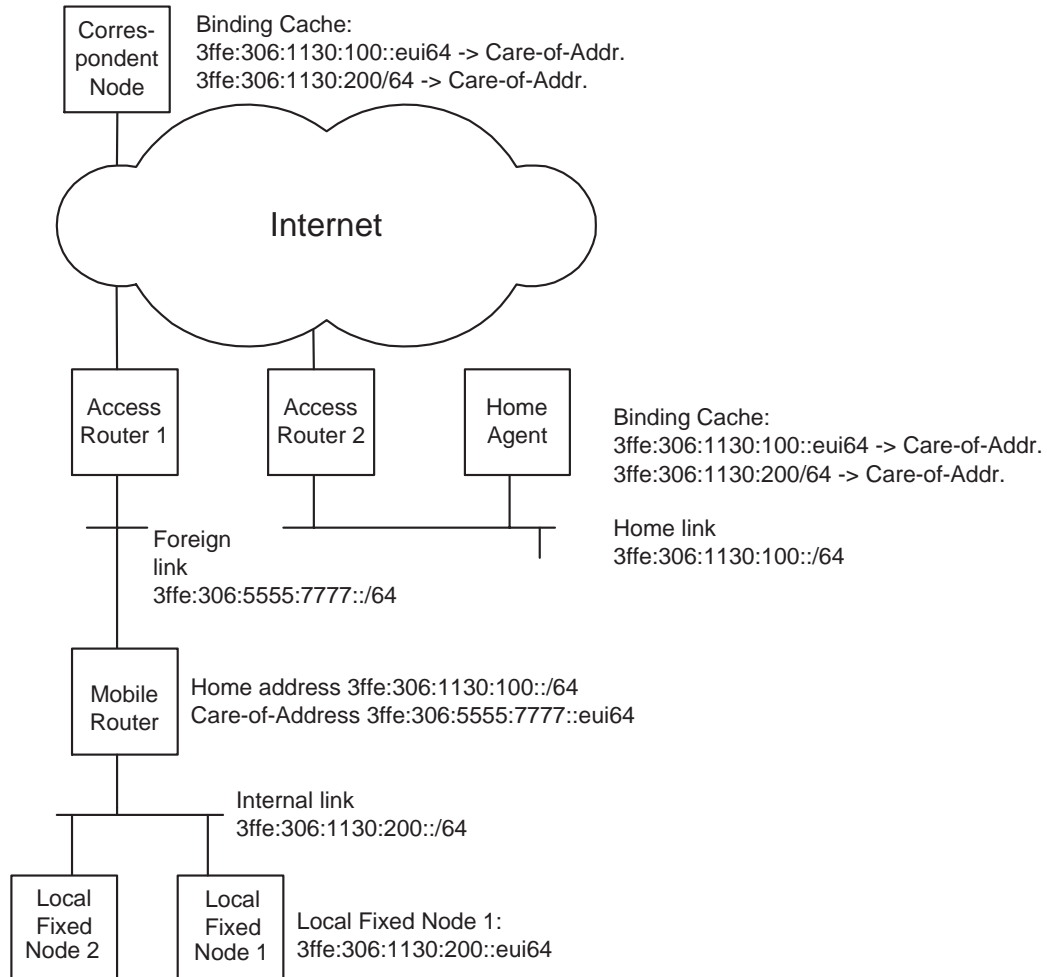 Corres-
pondent
Node
Binding Cache:
3ffe:306:1130:100::eui64 -> Care-of-Addr.
3ffe:306:1130:200/64 -> Care-of-Addr.
Internet
Access
Router 1
Access
Router 2
Home
Agent
Binding Cache:
3ffe:306:1130:100::eui64 -> Care-of-Addr.
3ffe:306:1130:200/64 -> Care-of-Addr.
Home link
3ffe:306:1130:100::/64
Foreign
link
3ffe:306:5555:7777::/64
Mobile
Router
Home address 3ffe:306:1130:100::/64
Care-of-Address 3ffe:306:5555:7777::eui64
Internal link
3ffe:306:1130:200::/64
Local
Fixed
Node 2
Local
Fixed
Node 1
Local Fixed Node 1:
3ffe:306:1130:200::eui64